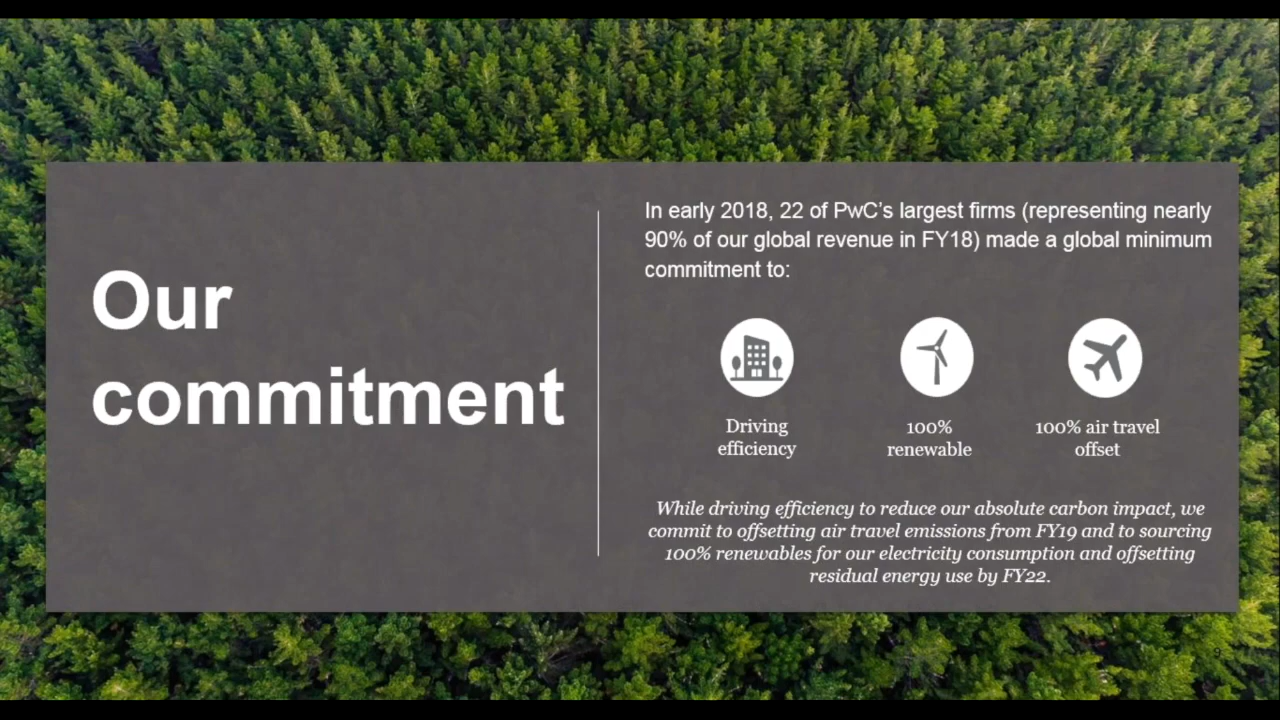 Our
commitment
In early 2018, 22 of PwC's largest firms (representing nearly
90% of our global revenue in FY18) made a global minimum
commitment to:
Driving
efficiency
100%
renewable
100% air travel
offset
While driving efficiency to reduce our absolute carbon impact, we
commit to offsetting air travel emissions from FY19 and to sourcing
100% renewables for our electricity consumption and offsetting
residual energy use by FY22.